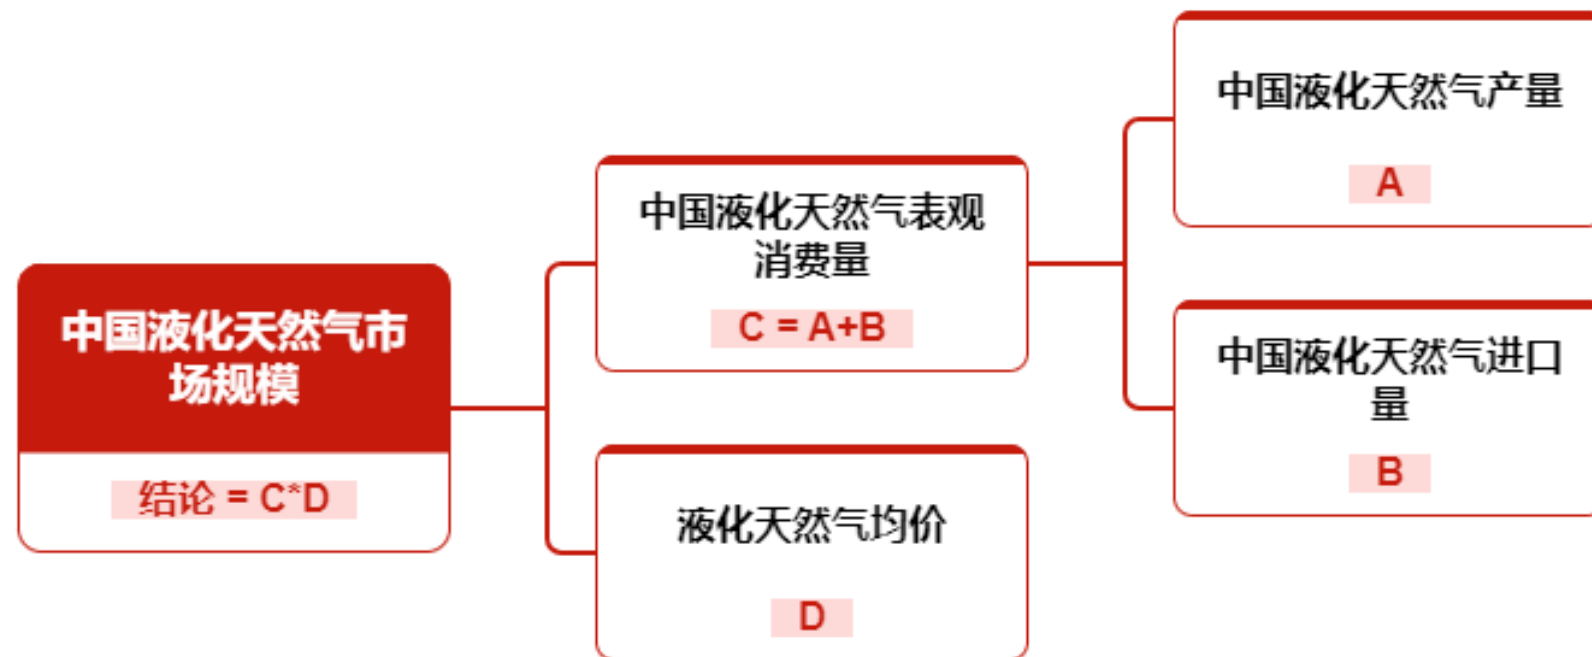 中国液化天然气市
场规模
结论 = C*D
中国液化天然气表观
消费量
C = A+B
液化天然气均价
D
中国液化天然气产量
A
中国液化天然气进口
量
B